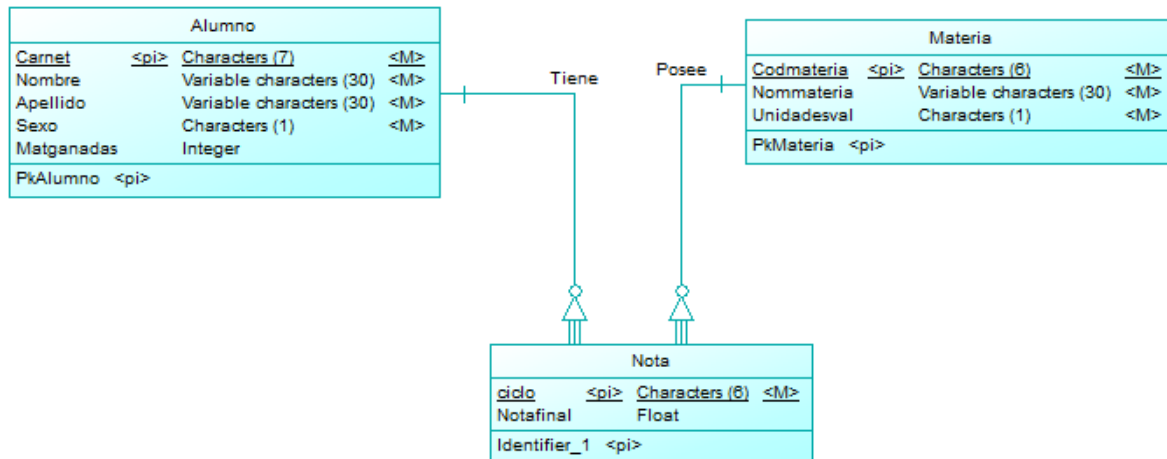 Alumno
Carnet <pi> Characters (7) <M>
Nombre Variable characters (30) <M>
Apellido Variable characters (30) <M>
Sexo Characters (1) <M>
Matganadas Integer
PkAlumno <pi>
Tiene
Posee
Materia
Codmateria <pi> Characters (6) <M>
Nommateria Variable characters (30) <M>
Unidadesval Characters (1) <M>
PkMateria <pi>
Nota
ciclo <pi> Characters (6) <M>
Notafinal Float
Identifier_1 <pi>